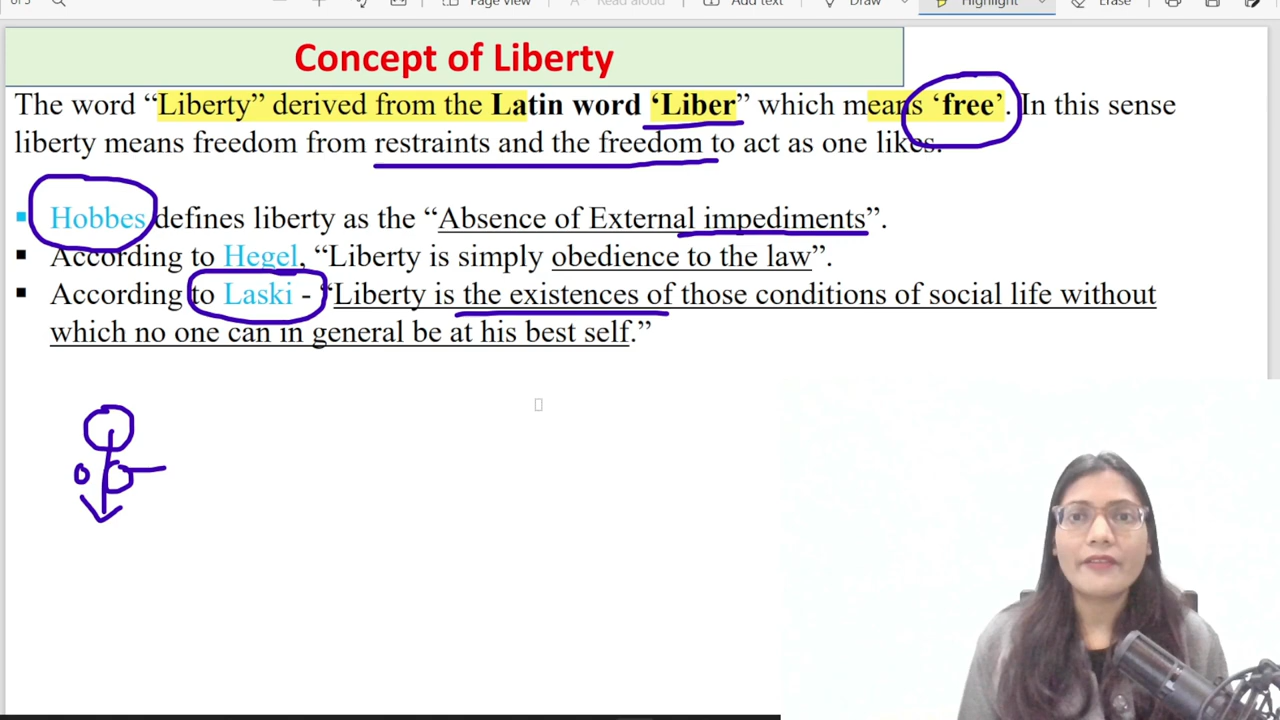 Page view
Read aloud
Add text
Draw
Highlight
Erase
Concept of Liberty
The word “Liberty” derived from the Latin word ‘Liber” which means ‘free’. In this sense
liberty means freedom from restraints and the freedom to act as one likes.
▪ Hobbes defines liberty as the “Absence of External impediments”.
▪ According to Hegel, “Liberty is simply obedience to the law”.
▪ According to Laski - “Liberty is the existences of those conditions of social life without
which no one can in general be at his best self.”